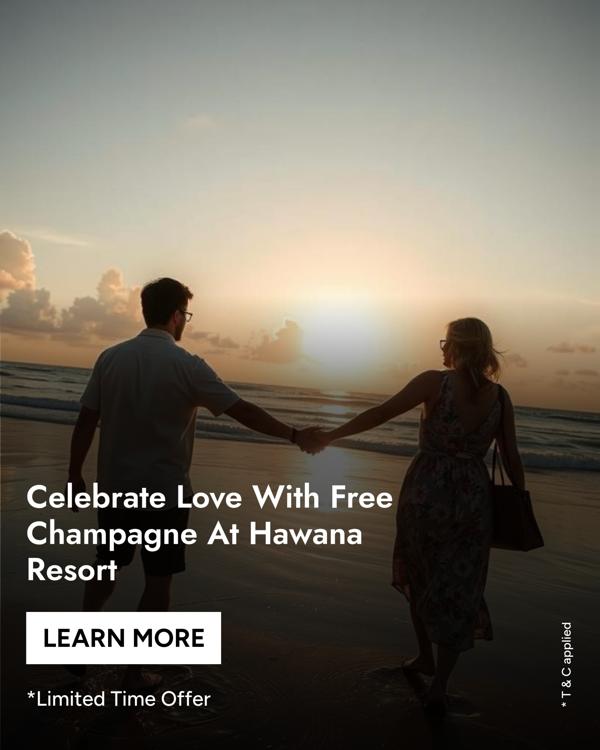 Celebrate Love With Free
Champagne At Hawana
Resort
LEARN MORE
*Limited Time Offer
* T & C applied